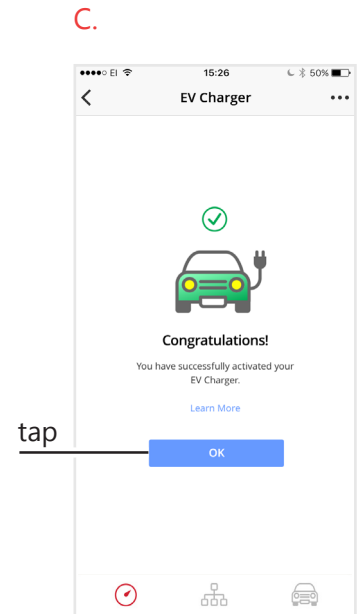 C.
EI 15:26 50%
EV Charger
Congratulations!
You have successfully activated your
EV Charger.
Learn More
tap
OK